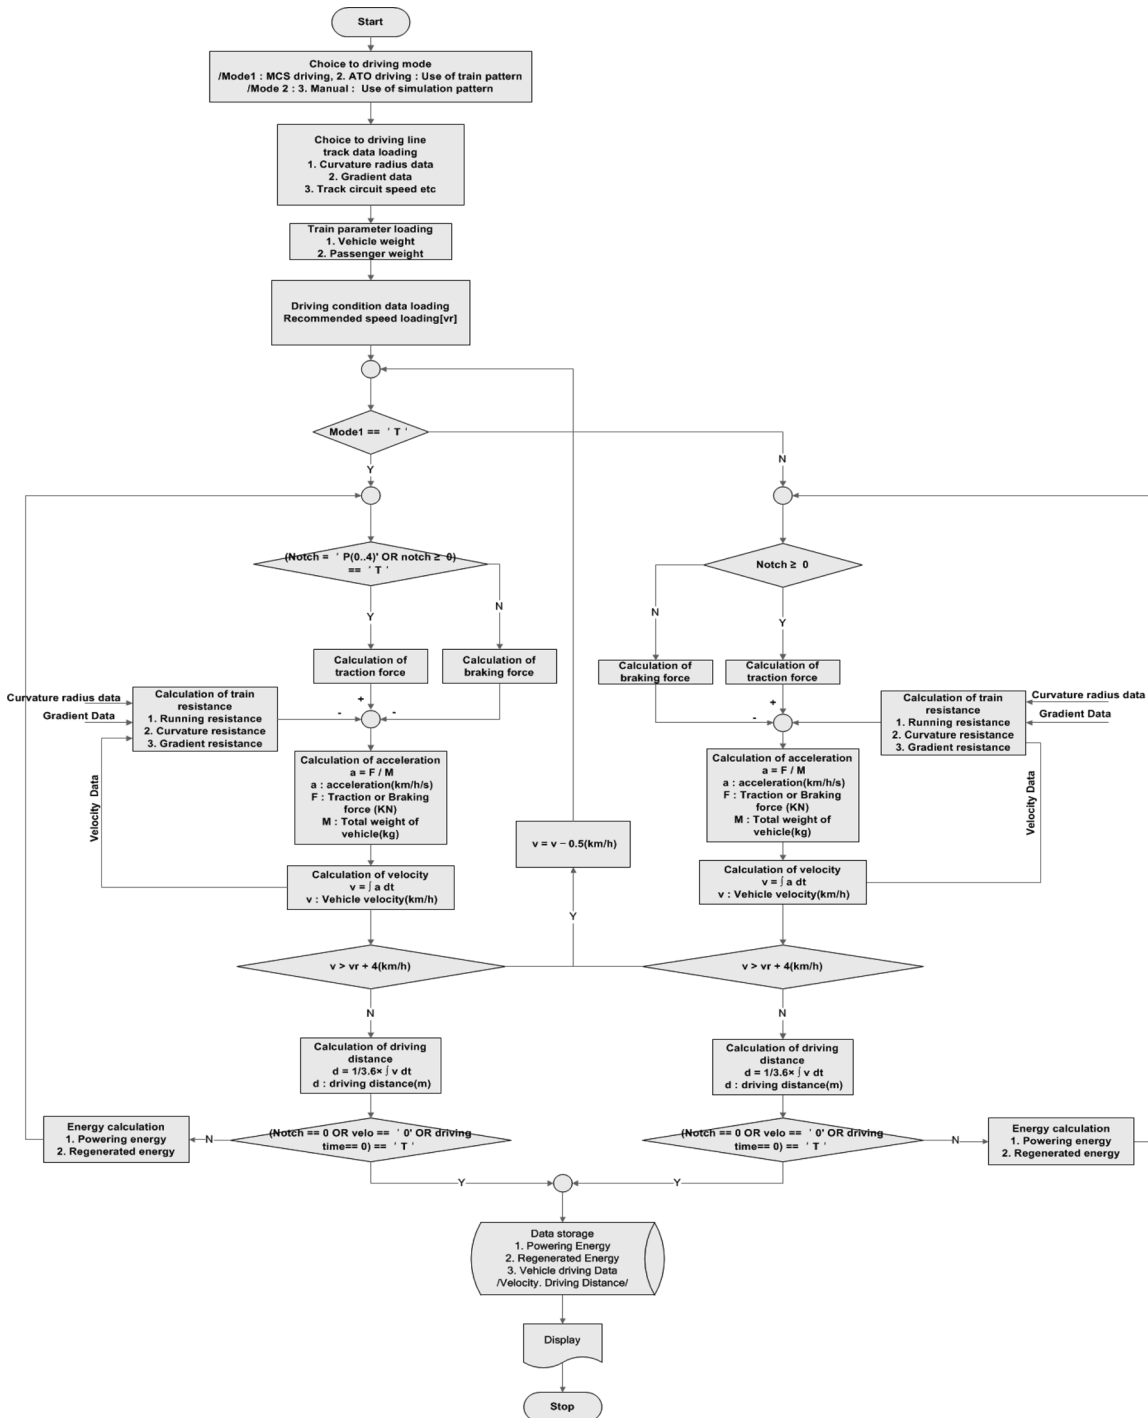 Start
Choice to driving mode
/Mode1 : MCS driving, 2. ATO driving : Use of train pattern
/Mode 2 : 3. Manual : Use of simulation pattern
Choice to driving line
track data loading
1. Curvature radius data
2. Gradient data
3. Track circuit speed etc
Train parameter loading
1. Vehicle weight
2. Passenger weight
Driving condition data loading
Recommended speed loading[vr]
Mode1 == ‘ T ‘
Y
N
(Notch = ‘ P(0..4)' OR notch ≥ 0)
== ‘ T ‘
Y
N
Calculation of
traction force
Calculation of
braking force
+
-
-
Curvature radius data
Gradient Data
Velocity Data
Calculation of train
resistance
1. Running resistance
2. Curvature resistance
3. Gradient resistance
Calculation of acceleration
a = F / M
a : acceleration(km/h/s)
F : Traction or Braking
force (KN)
M : Total weight of
vehicle(kg)
Calculation of velocity
v = ∫ a dt
v : Vehicle velocity(km/h)
v > vr + 4(km/h)
Y
v = v − 0.5(km/h)
N
Calculation of driving
distance
d = 1/3.6× ∫ v dt
d : driving distance(m)
(Notch == 0 OR velo == ‘ 0' OR driving
time== 0) == ‘ T ‘
N
Energy calculation
1. Powering energy
2. Regenerated energy
Y
Notch ≥ 0
N
Y
Calculation of
braking force
Calculation of
traction force
+
-
Calculation of train
resistance
1. Running resistance
2. Curvature resistance
3. Gradient resistance
Curvature radius data
Gradient Data
Velocity Data
Calculation of acceleration
a = F / M
a : acceleration(km/h/s)
F : Traction or Braking
force (KN)
M : Total weight of
vehicle(kg)
Calculation of velocity
v = ∫ a dt
v : Vehicle velocity(km/h)
v > vr + 4(km/h)
N
Calculation of driving
distance
d = 1/3.6× ∫ v dt
d : driving distance(m)
(Notch == 0 OR velo == ‘ 0' OR driving
time== 0) == ‘ T ‘
N
Energy calculation
1. Powering energy
2. Regenerated energy
Y
Data storage
1. Powering Energy
2. Regenerated Energy
3. Vehicle driving Data
/Velocity. Driving Distance/
Display
Stop